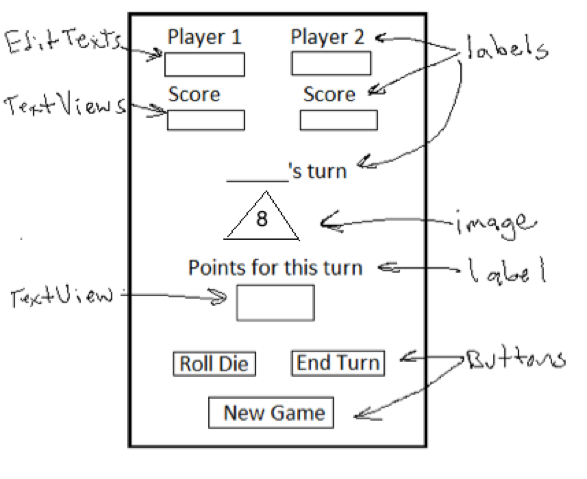 Player 1 Player 2
EditTexts labels
Score Score
TextViews
______'s turn
8
image
Points for this turn label
TextView
Roll Die End Turn Buttons
New Game